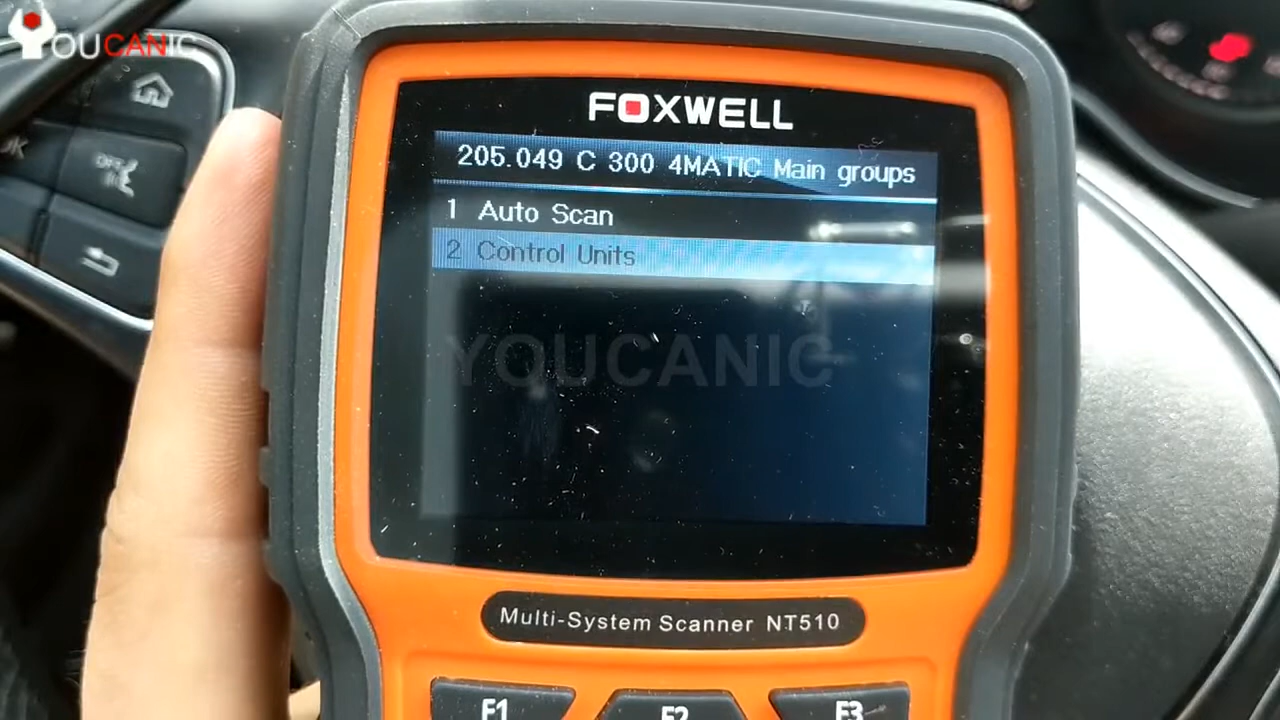 YOUCANIC
FOXWELL
205.049 C 300 4MATIC Main groups
1 Auto Scan
2 Control Units
YOUCANIC
Multi-System Scanner NT510
F1
F2
F3